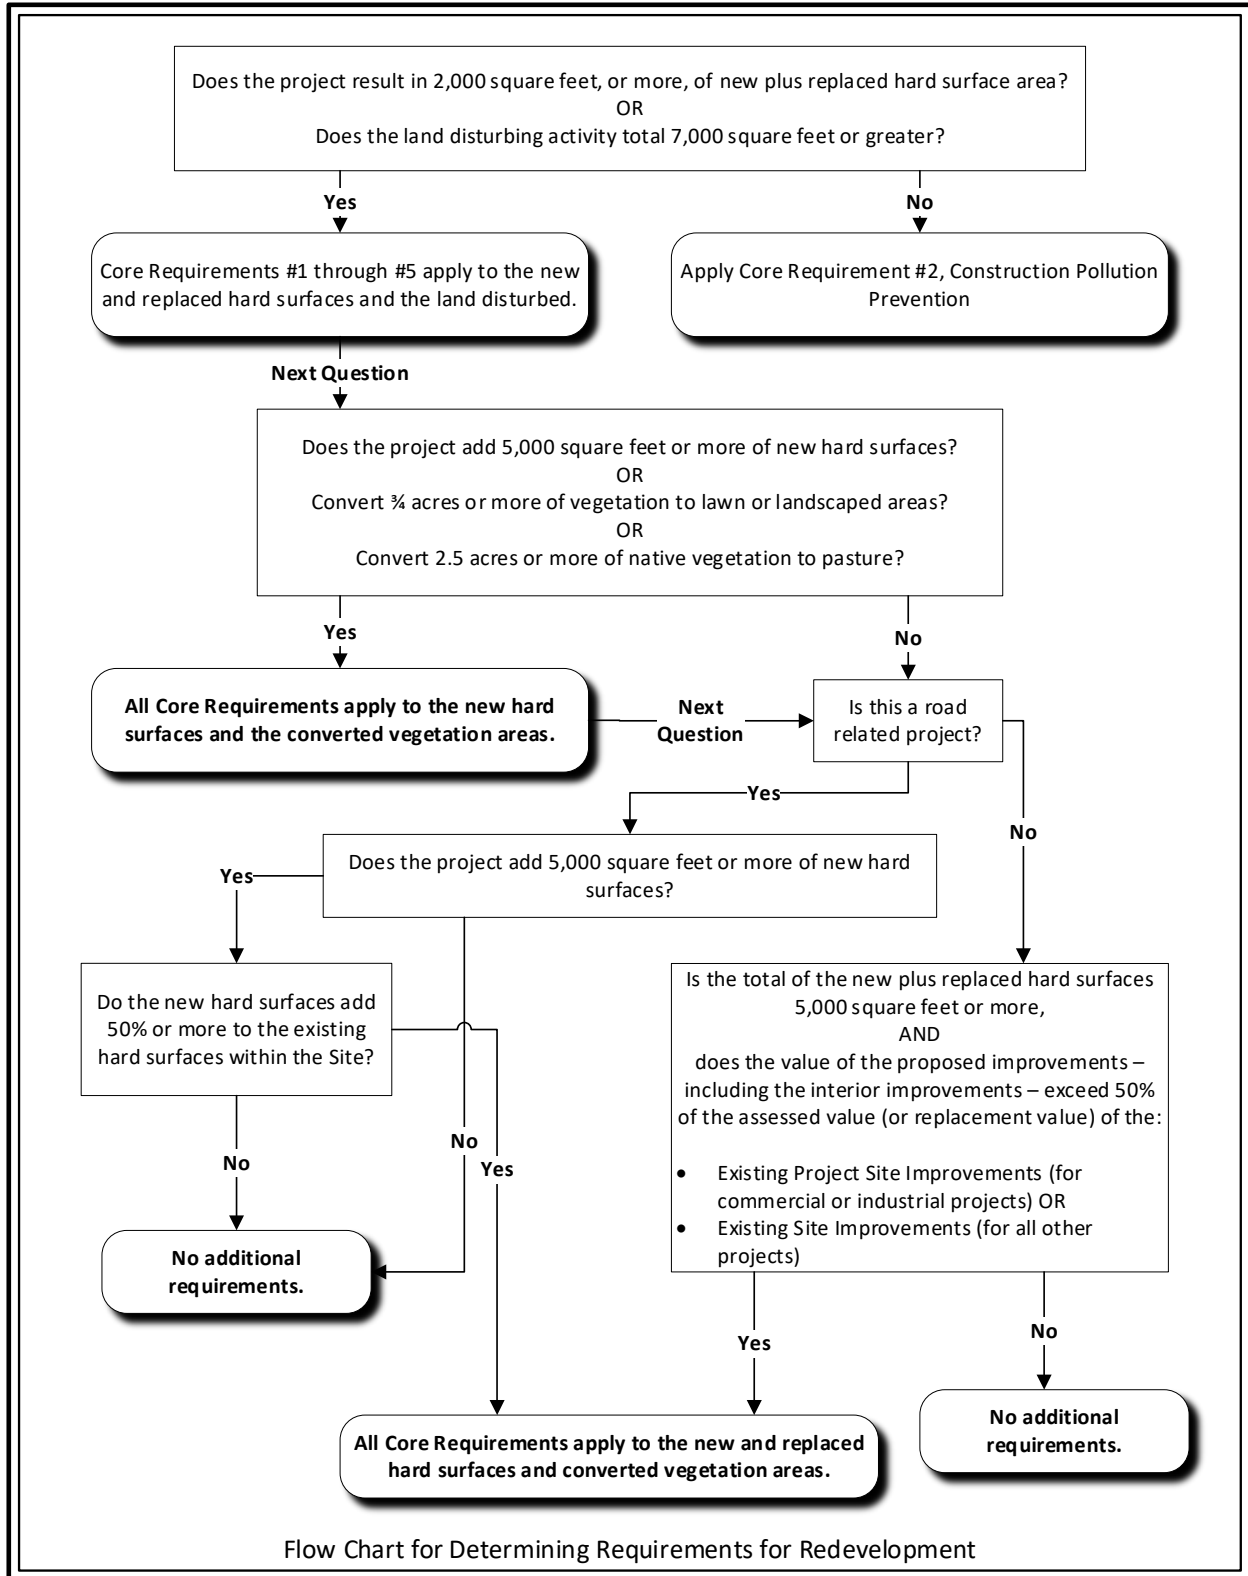 Does the project result in 2,000 square feet, or more, of new plus replaced hard surface area?
OR
Does the land disturbing activity total 7,000 square feet or greater?
Yes
No
Core Requirements #1 through #5 apply to the new
and replaced hard surfaces and the land disturbed.
Apply Core Requirement #2, Construction Pollution
Prevention
Next Question
Does the project add 5,000 square feet or more of new hard surfaces?
OR
Convert ¾ acres or more of vegetation to lawn or landscaped areas?
OR
Convert 2.5 acres or more of native vegetation to pasture?
Yes
No
All Core Requirements apply to the new hard
surfaces and the converted vegetation areas.
Next
Question
Is this a road
related project?
Yes
No
Does the project add 5,000 square feet or more of new hard
surfaces?
Yes
No
Do the new hard surfaces add
50% or more to the existing
hard surfaces within the Site?
No
Yes
No additional
requirements.
Is the total of the new plus replaced hard surfaces
5,000 square feet or more,
AND
does the value of the proposed improvements –
including the interior improvements – exceed 50%
of the assessed value (or replacement value) of the:
• Existing Project Site Improvements (for
commercial or industrial projects) OR
• Existing Site Improvements (for all other
projects)
Yes
No
All Core Requirements apply to the new and replaced
hard surfaces and converted vegetation areas.
No additional
requirements.
Flow Chart for Determining Requirements for Redevelopment